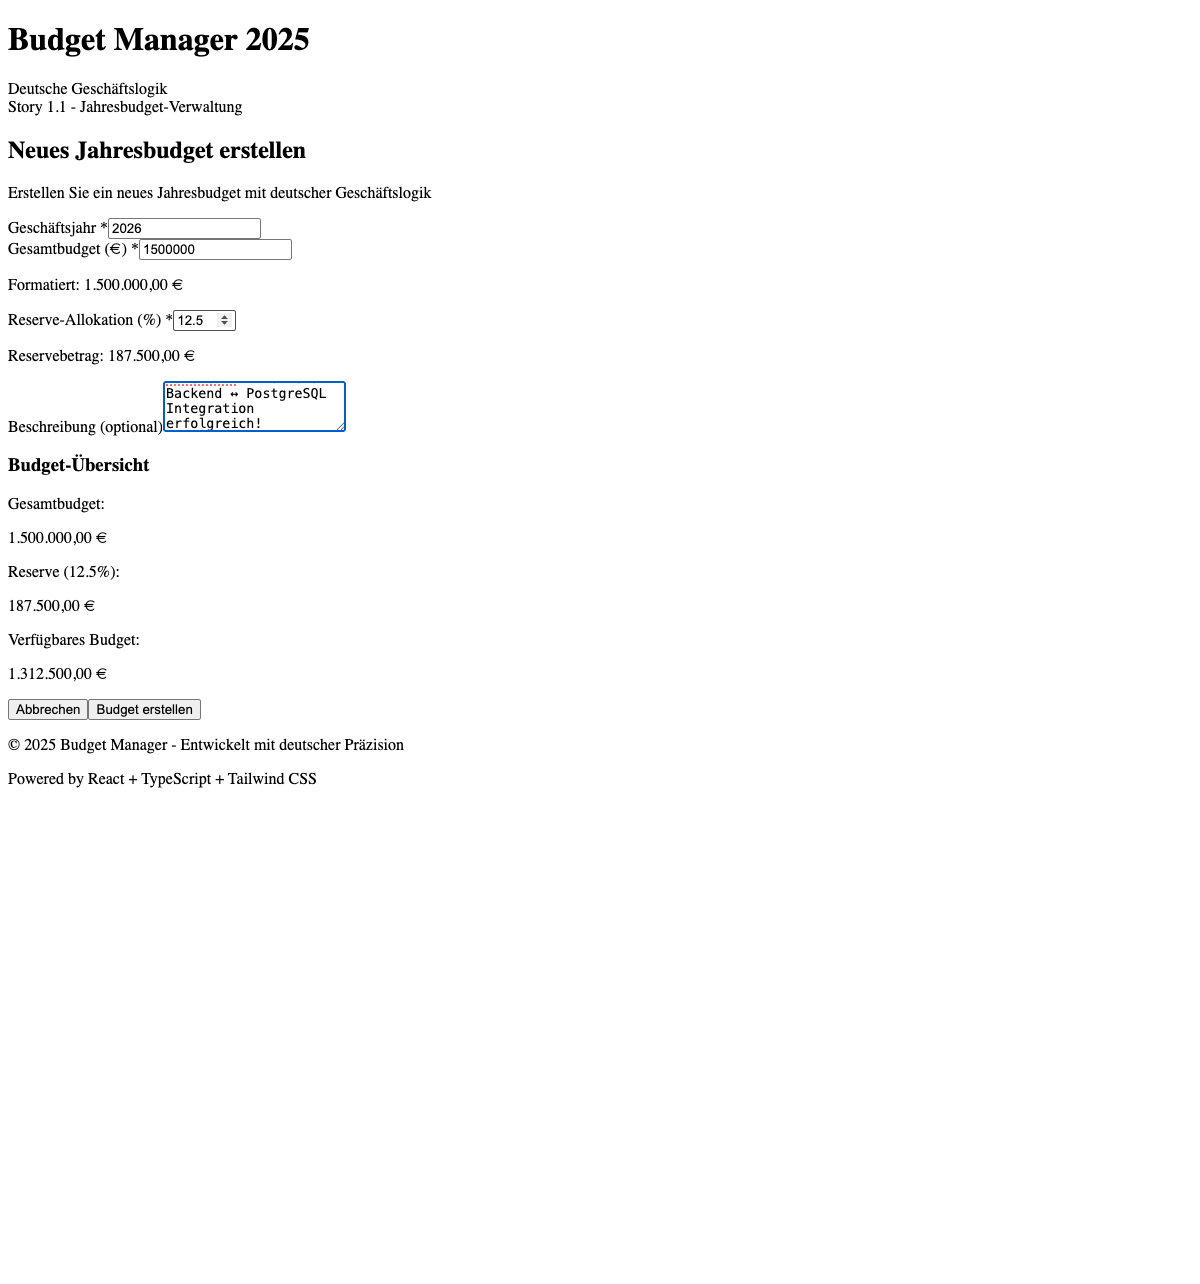 Budget Manager 2025
Deutsche Geschäftslogik
Story 1.1 - Jahresbudget-Verwaltung
Neues Jahresbudget erstellen
Erstellen Sie ein neues Jahresbudget mit deutscher Geschäftslogik
Geschäftsjahr *2026
Gesamtbudget (€) *1500000
Formatiert: 1.500.000,00 €
Reserve-Allokation (%) *12.5
Reservebetrag: 187.500,00 €
Backend ↔ PostgreSQL
Integration
Beschreibung (optional)erfolgreich!
Budget-Übersicht
Gesamtbudget:
1.500.000,00 €
Reserve (12.5%):
187.500,00 €
Verfügbares Budget:
1.312.500,00 €
Abbrechen Budget erstellen
© 2025 Budget Manager - Entwickelt mit deutscher Präzision
Powered by React + TypeScript + Tailwind CSS